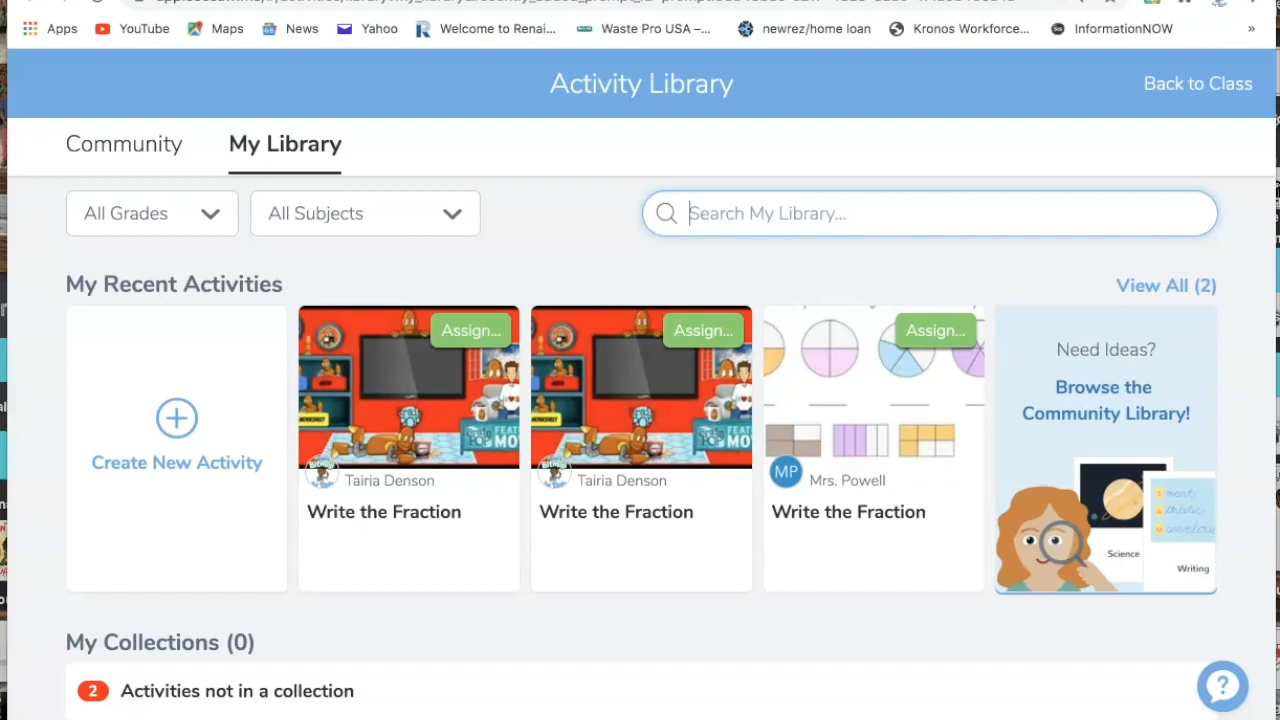 Apps YouTube Maps News Yahoo Welcome to Renai... Waste Pro USA –... newrez/home loan Kronos Workforce... InformationNOW »
Activity Library
Back to Class
Community My Library
All Grades All Subjects Search My Library...
My Recent Activities View All (2)
Create New Activity
Assign...
Tairia Denson
Write the Fraction
Assign...
Tairia Denson
Write the Fraction
Assign...
MP Mrs. Powell
Write the Fraction
Need Ideas?
Browse the
Community Library!
Science
Writing
My Collections (0)
2 Activities not in a collection
?